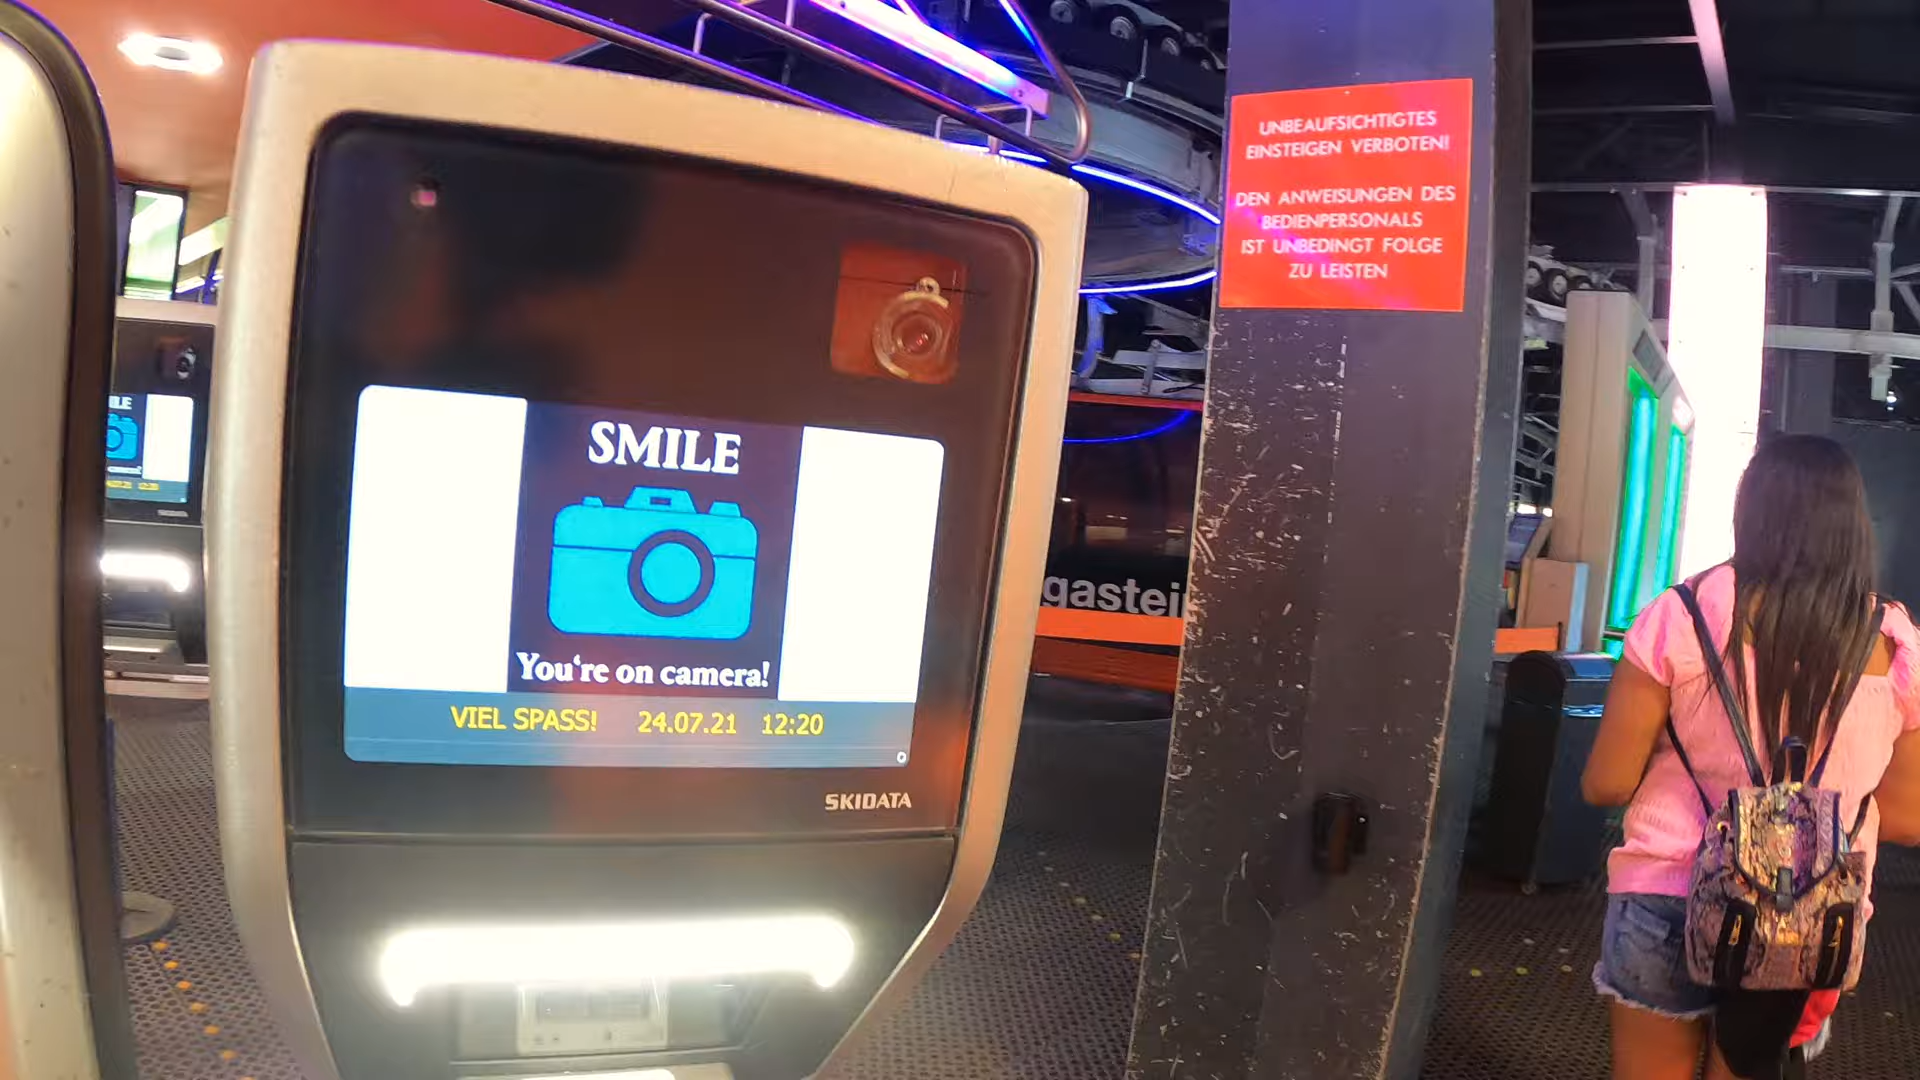 SMILE
You're on camera!
VIEL SPASS! 24.07.21 12:20
SKIDATA
UNBEAUFSICHTIGTES
EINSTEIGEN VERBOTEN!
DEN ANWEISUNGEN DES
BEDIENPERSONALS
IST UNBEDINGT FOLGE
ZU LEISTEN
gastei